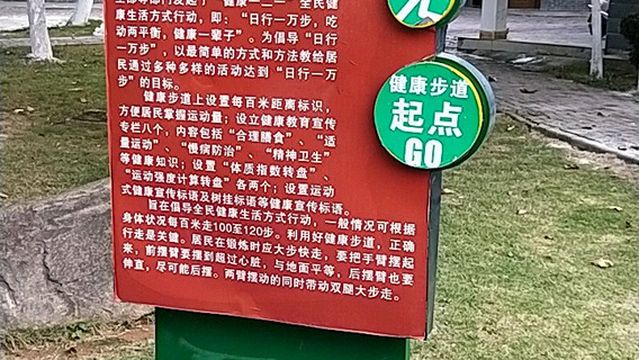 全部等部门发起了“健康一二一”全民健
康生活方式行动，即：“日行一万步，吃
动两平衡，健康一辈子”。为倡导“日行
一万步”，以最简单的方式和方法教给居
民通过多种多样的活动达到“日行一万
步”的目标。
健康步道上设置每百米距离标识，
方便居民掌握运动量；设立健康教育宣传
专栏八个，内容包括“合理膳食”、“适
量运动”、“慢病防治”、“精神卫生”
等健康知识；设置“体质指数转盘”、
“运动强度计算转盘”各两个；设置运动
式健康宣传标语及树挂标语等健康宣传标语。
旨在倡导全民健康生活方式行动，一般情况可根据
身体状况每百米走100至120步。利用好健康步道，正确
行走是关键。居民在锻炼时应大步快走，要把手臂摆起
来，前摆臂要摆到超过心脏，与地面平等，后摆臂也要
伸直，尽可能后摆。两臂摆动的同时带动双腿大步走。
健康步道
起点
GO